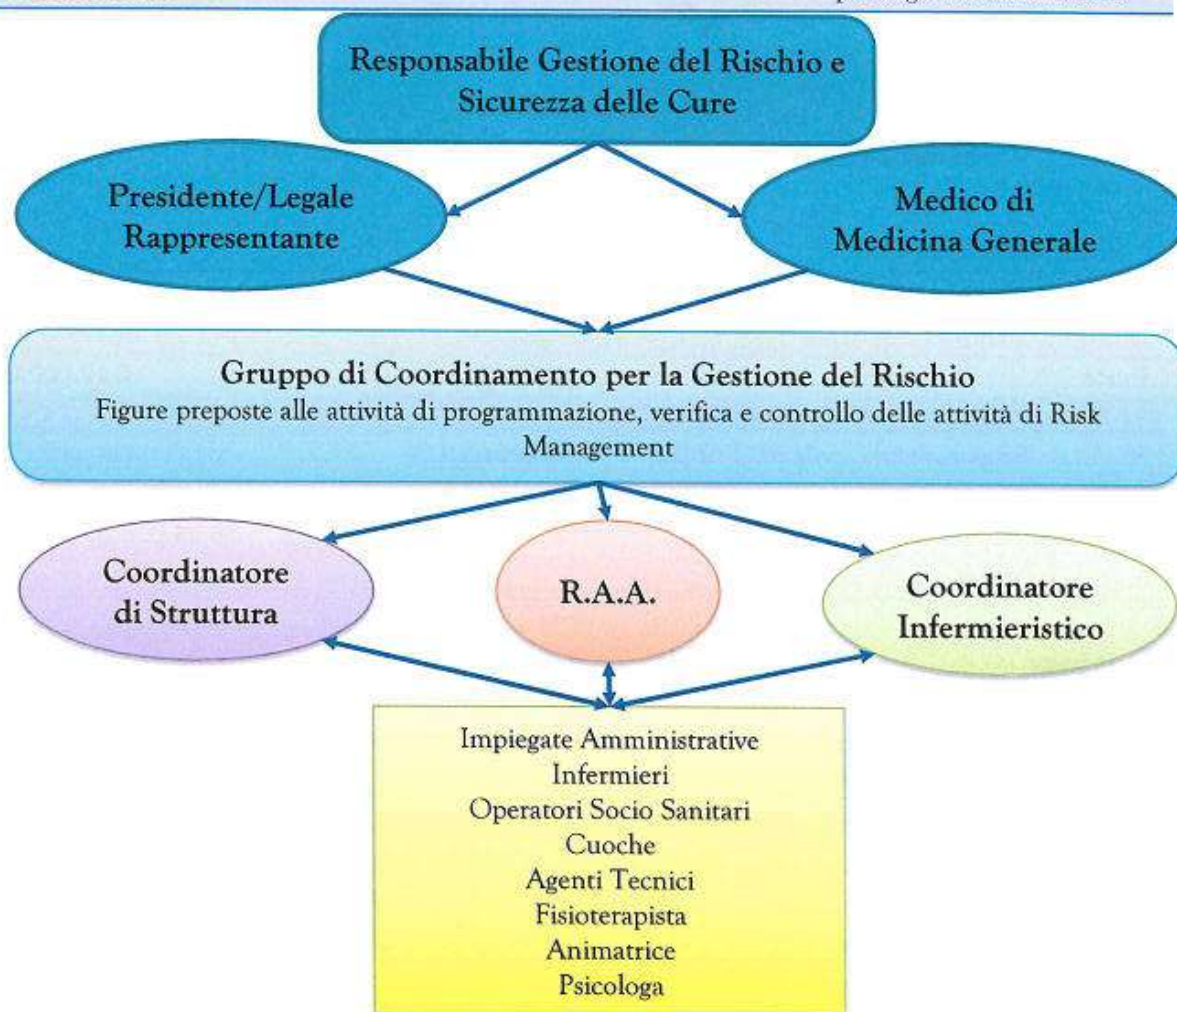 Responsabile Gestione del Rischio e
Sicurezza delle Cure
Presidente/Legale
Rappresentante
Medico di
Medicina Generale
Gruppo di Coordinamento per la Gestione del Rischio
Figure preposte alle attività di programmazione, verifica e controllo delle attività di Risk
Management
Coordinatore
di Struttura
R.A.A.
Coordinatore
Infermieristico
Impiegate Amministrative
Infermieri
Operatori Socio Sanitari
Cuoche
Agenti Tecnici
Fisioterapista
Animatrice
Psicologa